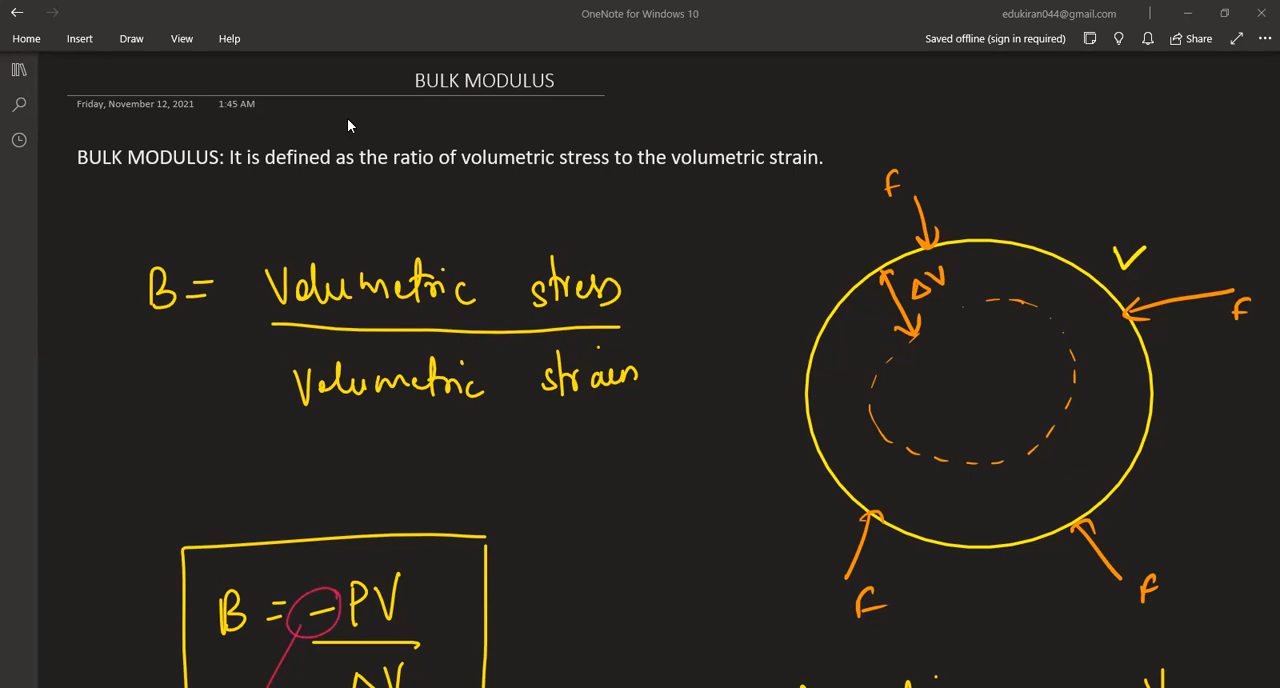 OneNote for Windows 10
edukiran044@gmail.com
Home Insert Draw View Help
Saved offline (sign in required)
Share
BULK MODULUS
Friday, November 12, 2021 1:45 AM
BULK MODULUS: It is defined as the ratio of volumetric stress to the volumetric strain.
B = Volumetric stress
Volumetric strain
F
V
ΔV
F
F
F
B = -PV
ΔV
V